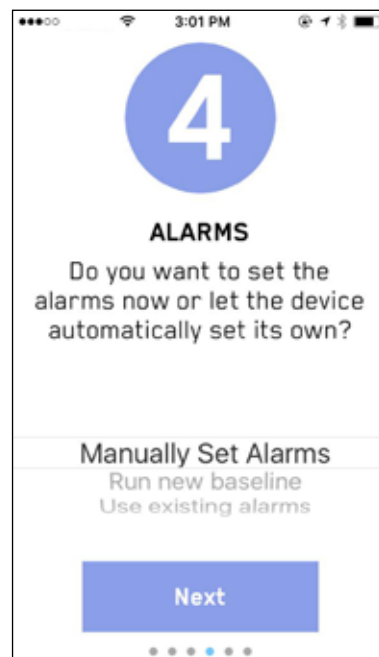 3:01 PM
4
ALARMS
Do you want to set the
alarms now or let the device
automatically set its own?
Manually Set Alarms
Run new baseline
Use existing alarms
Next